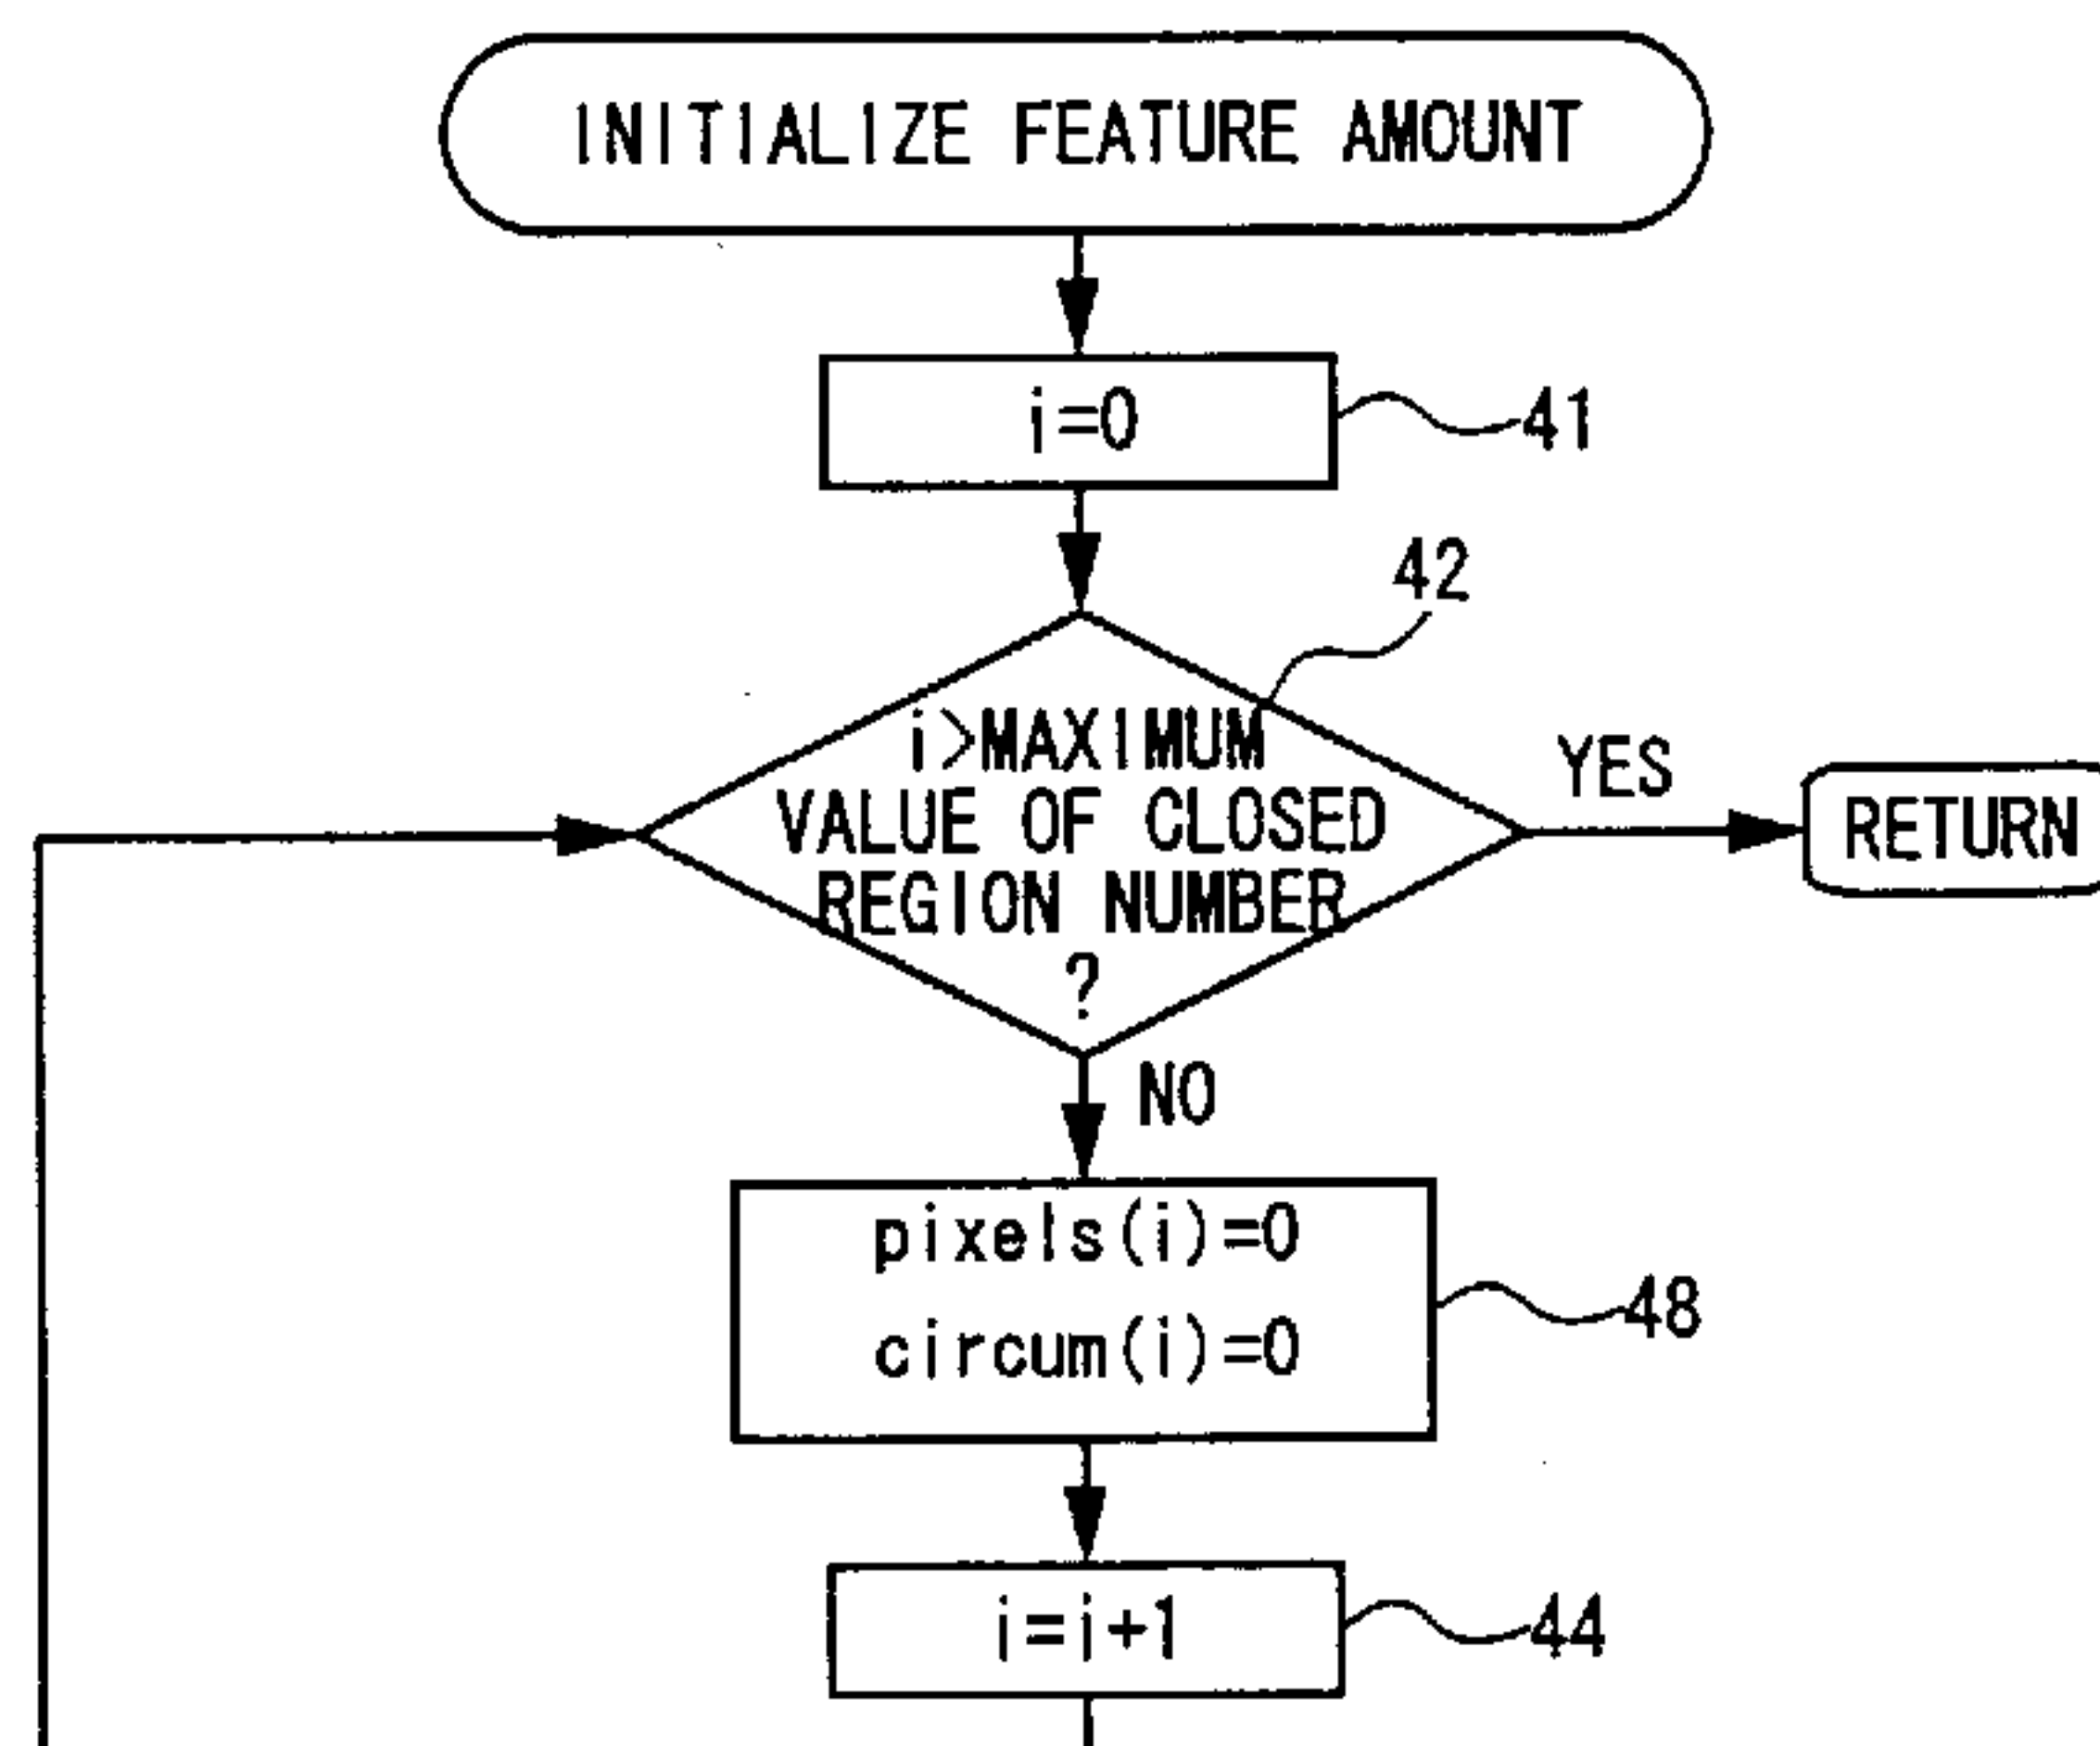 INITIALIZE FEATURE AMOUNT
i=0
41
42
i>MAXIMUM
VALUE OF CLOSED
REGION NUMBER
?
YES
RETURN
NO
pixels(i)=0
circum(i)=0
48
i=i+1
44